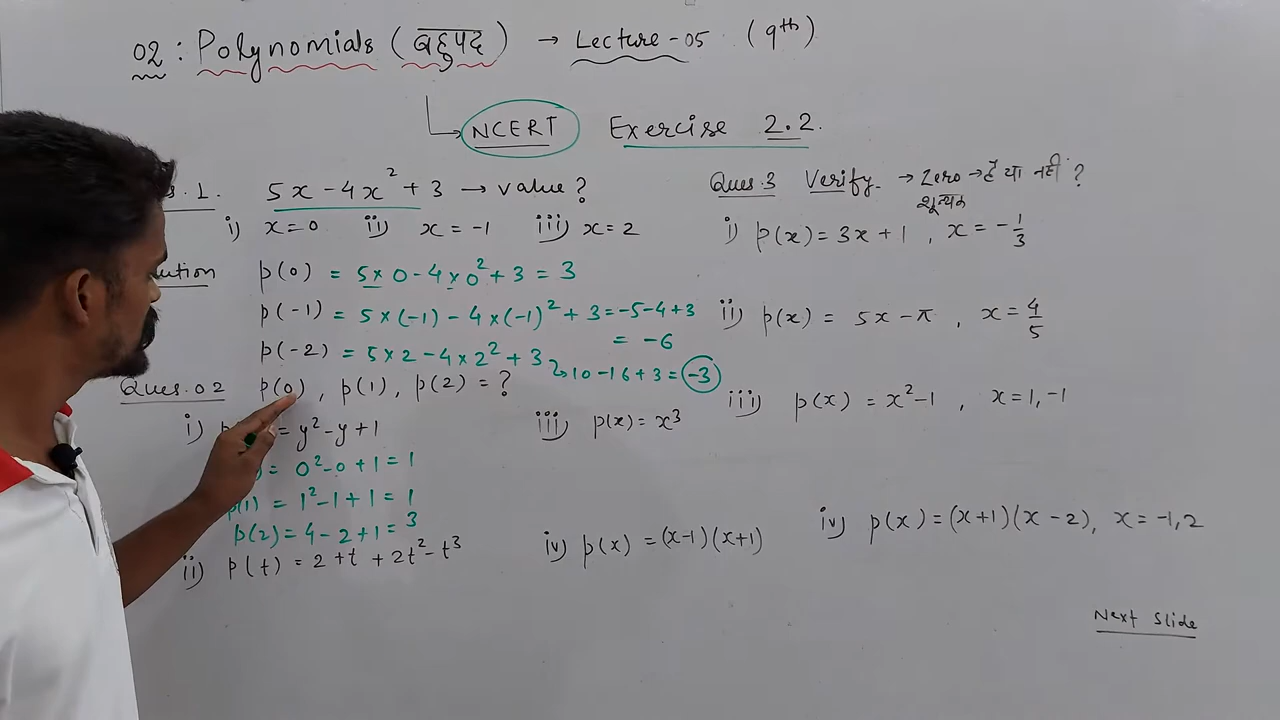 02 : Polynomials (बहुपद) → Lecture-05 (9th)
NCERT Exercise 2.2.
s. 1. 5x - 4x² + 3 → value?
i) x=0 ii) x = -1 iii) x = 2
ution p(0) = 5×0-4×0²+3 = 3
p(-1) = 5×(-1) - 4×(-1)² + 3 = -5-4+3
= -6
p(-2) = 5×2-4×2²+3
10-16+3 = -3
Ques.02 p(0), p(1), p(2) = ?
i) p = y²-y+1
= 0²-0+1 = 1
p(1) = 1²-1+1 = 1
p(2) = 4-2+1 = 3
ii) p(t) = 2+t+2t²-t³
iii) p(x) = x³
iv) p(x) = (x-1)(x+1)
Ques.3 Verify. → Zero → है या नहीं ?
शून्यक
i) p(x) = 3x+1, x = -1/3
ii) p(x) = 5x-π, x = 4/5
iii) p(x) = x²-1, x=1,-1
iv) p(x) = (x+1)(x-2), x = -1,2
Next slide